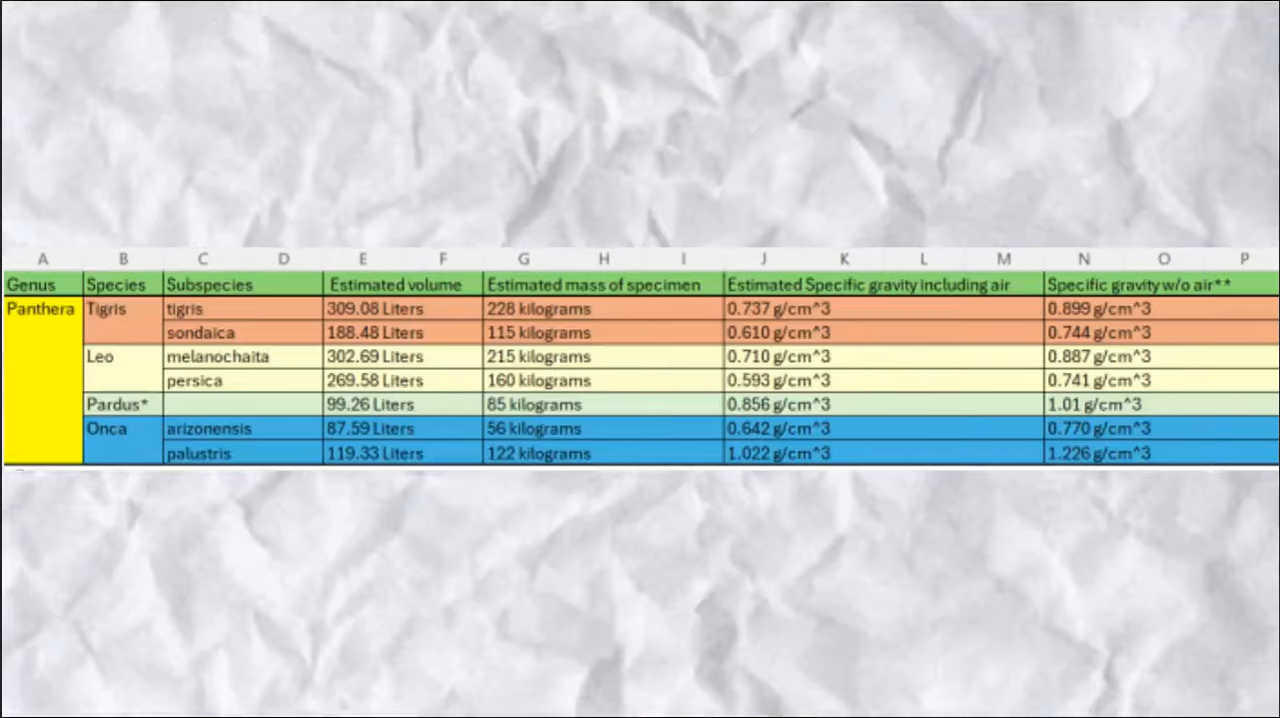 A B C D E F G H I J K L M N O P
Genus Species Subspecies Estimated volume Estimated mass of specimen Estimated Specific gravity including air Specific gravity w/o air**
Panthera Tigris tigris 309.08 Liters 228 kilograms 0.737 g/cm^3 0.899 g/cm^3
sondaica 188.48 Liters 115 kilograms 0.610 g/cm^3 0.744 g/cm^3
Leo melanochaita 302.69 Liters 215 kilograms 0.710 g/cm^3 0.887 g/cm^3
persica 269.58 Liters 160 kilograms 0.593 g/cm^3 0.741 g/cm^3
Pardus* 99.26 Liters 85 kilograms 0.856 g/cm^3 1.01 g/cm^3
Onca arizonensis 87.59 Liters 56 kilograms 0.642 g/cm^3 0.770 g/cm^3
palustris 119.33 Liters 122 kilograms 1.022 g/cm^3 1.226 g/cm^3